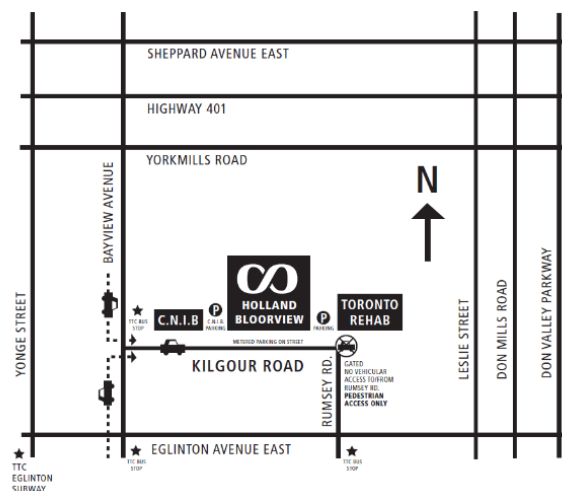 SHEPPARD AVENUE EAST
HIGHWAY 401
YORKMILLS ROAD
BAYVIEW AVENUE
N
YONGE STREET
LESLIE STREET
DON MILLS ROAD
DON VALLEY PARKWAY
TTC BUS
STOP
C.N.I.B
P
C.N.I.B.
PARKING
HOLLAND
BLOORVIEW
P
PARKING
TORONTO
REHAB
METERED PARKING ON STREET
KILGOUR ROAD
RUMSEY RD.
GATED
NO VEHICULAR
ACCESS TO/FROM
RUMSEY RD.
PEDESTRIAN
ACCESS ONLY
EGLINTON AVENUE EAST
TTC
EGLINTON
SUBWAY
TTC BUS
STOP
TTC BUS
STOP